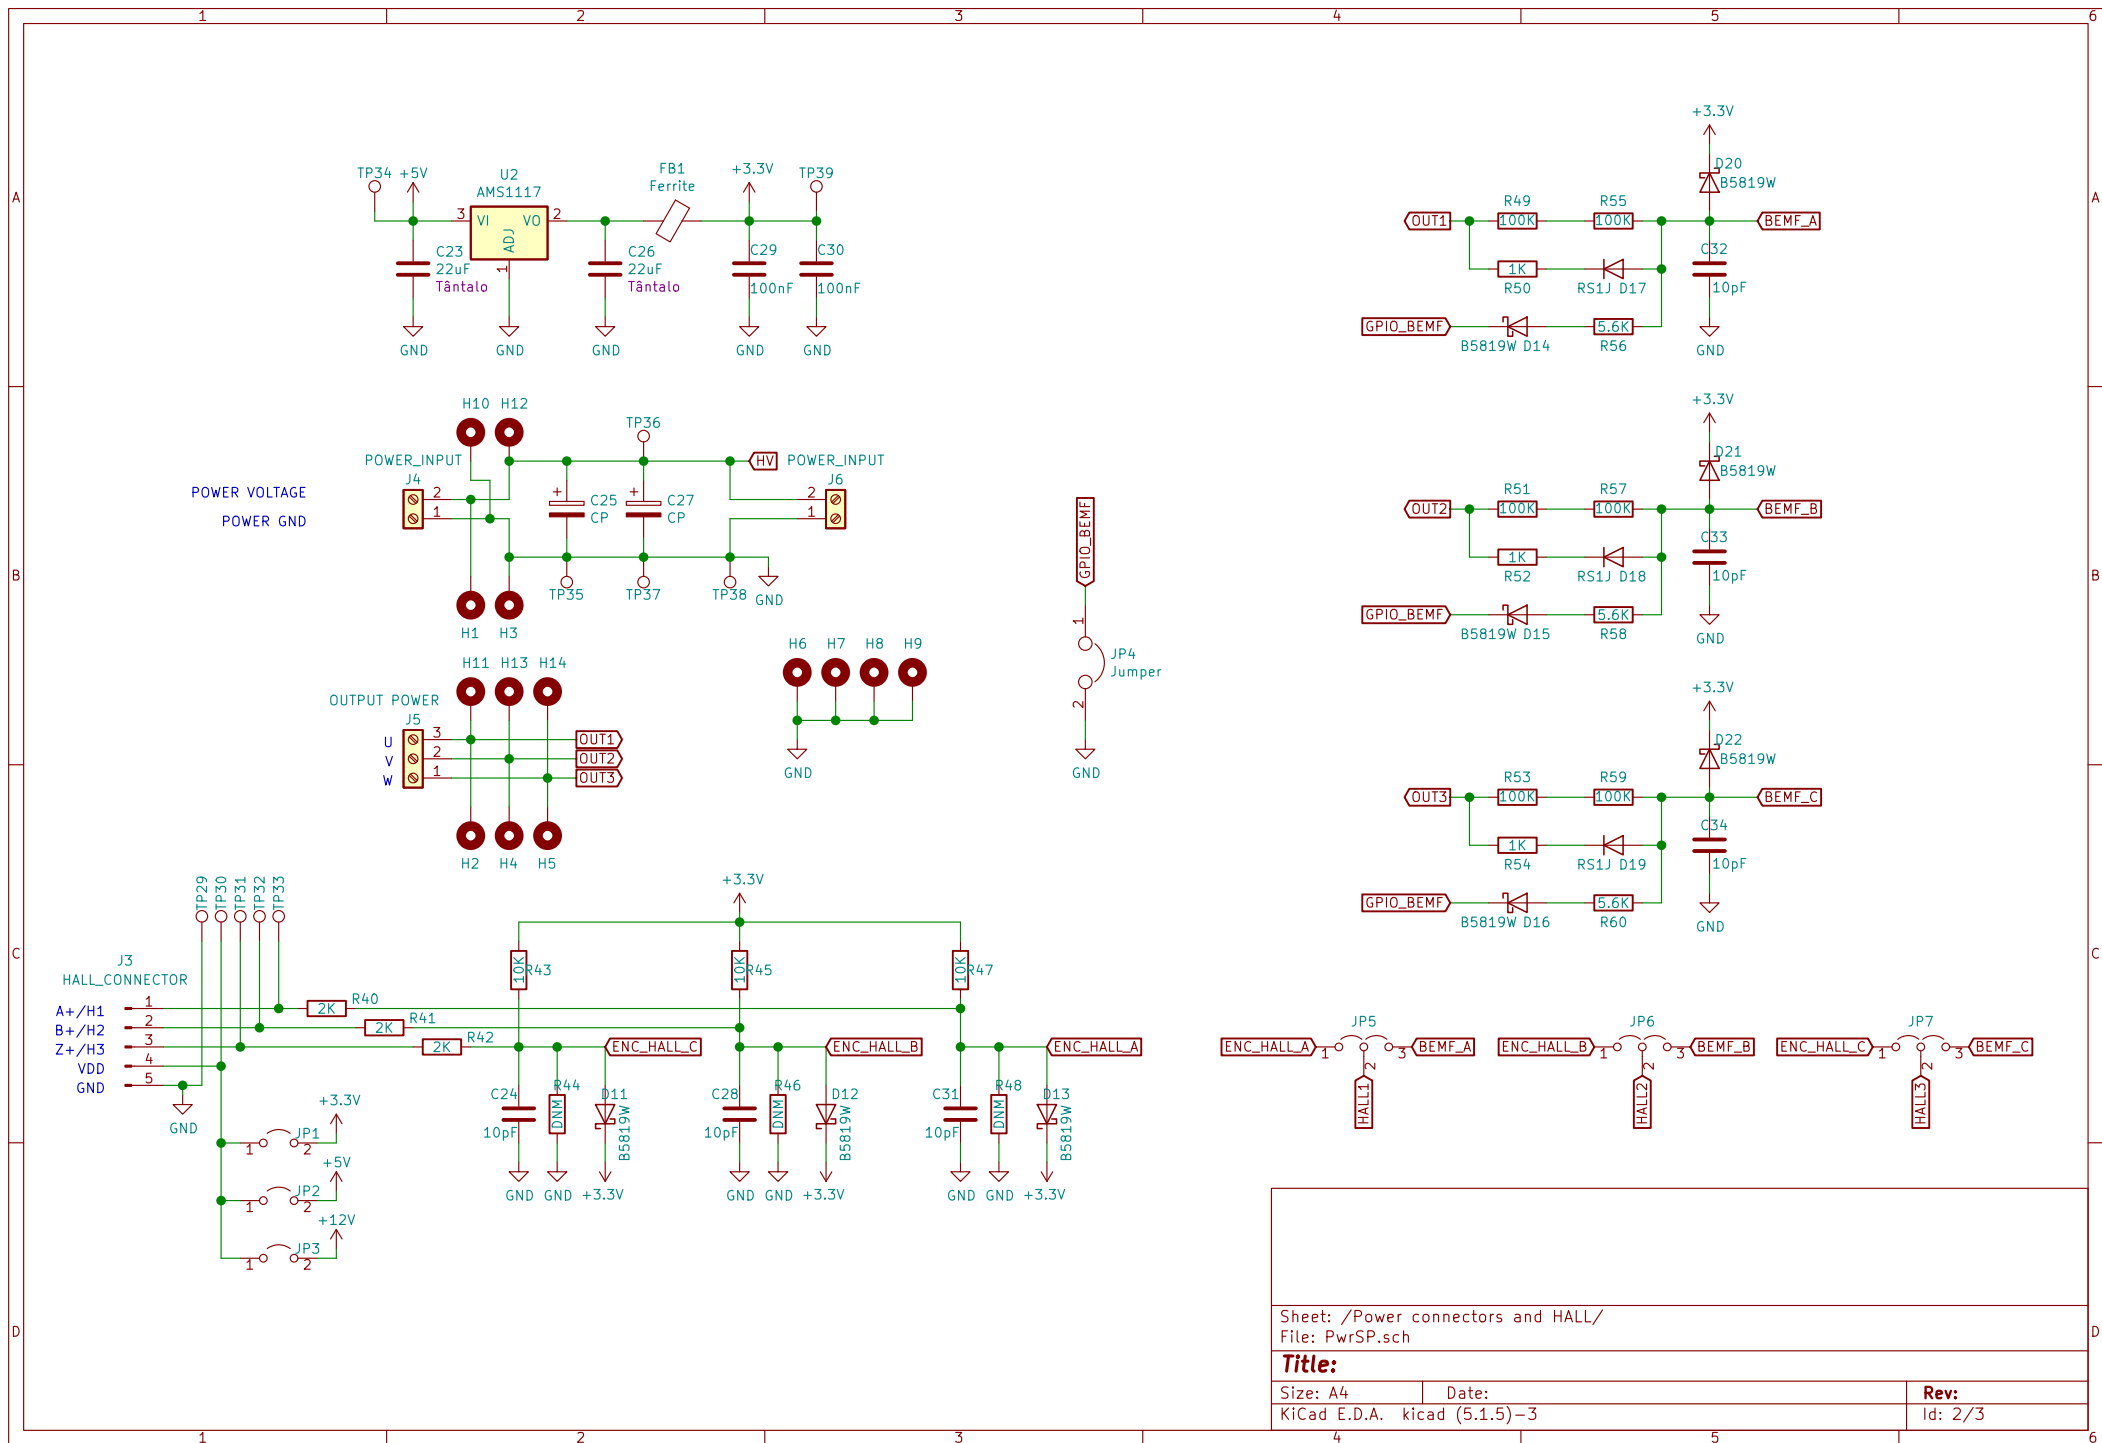 1 2 3 4 5 6
A
B
C
D
A
B
C
D
1 2 3 4 5 6
TP34 +5V
U2
AMS1117
3 VI VO 2
ADJ
1
FB1
Ferrite
+3.3V
TP39
C23
22uF
Tântalo
C26
22uF
Tântalo
C29
100nF
C30
100nF
GND GND GND GND GND
H10 H12
TP36
POWER_INPUT
J4
POWER VOLTAGE
POWER GND
2
1
+
C25
CP
+
C27
CP
HV
POWER_INPUT
J6
2
1
TP35 TP37 TP38
GND
H1 H3
H11 H13 H14
OUTPUT POWER
J5
U
V
W
3
2
1
OUT1
OUT2
OUT3
H2 H4 H5
H6 H7 H8 H9
GND
GPIO_BEMF
1
JP4
Jumper
2
GND
+3.3V
D20
B5819W
OUT1
R49
100K
R55
100K
BEMF_A
1K
R50
RS1J D17
C32
10pF
GPIO_BEMF
B5819W D14
5.6K
R56
GND
+3.3V
D21
B5819W
OUT2
R51
100K
R57
100K
BEMF_B
1K
R52
RS1J D18
C33
10pF
GPIO_BEMF
B5819W D15
5.6K
R58
GND
+3.3V
D22
B5819W
OUT3
R53
100K
R59
100K
BEMF_C
1K
R54
RS1J D19
C34
10pF
GPIO_BEMF
B5819W D16
5.6K
R60
GND
TP29
TP30
TP31
TP32
TP33
J3
HALL_CONNECTOR
A+/H1 1
B+/H2 2
Z+/H3 3
VDD 4
GND 5
GND
2K R40
2K R41
2K R42
+3.3V
10K R43
10K R45
10K R47
ENC_HALL_C
ENC_HALL_B
ENC_HALL_A
C24
10pF
R44
DNM
D11
B5819W
GND GND +3.3V
C28
10pF
R46
DNM
D12
B5819W
GND GND +3.3V
C31
10pF
R48
DNM
D13
B5819W
GND GND +3.3V
+3.3V
JP1
1 2
+5V
JP2
1 2
+12V
JP3
1 2
JP5
ENC_HALL_A 1 3 BEMF_A
2
HALL1
JP6
ENC_HALL_B 1 3 BEMF_B
2
HALL2
JP7
ENC_HALL_C 1 3 BEMF_C
2
HALL3
Sheet: /Power connectors and HALL/
File: PwrSP.sch
Title:
Size: A4 Date: Rev:
KiCad E.D.A. kicad (5.1.5)-3 Id: 2/3